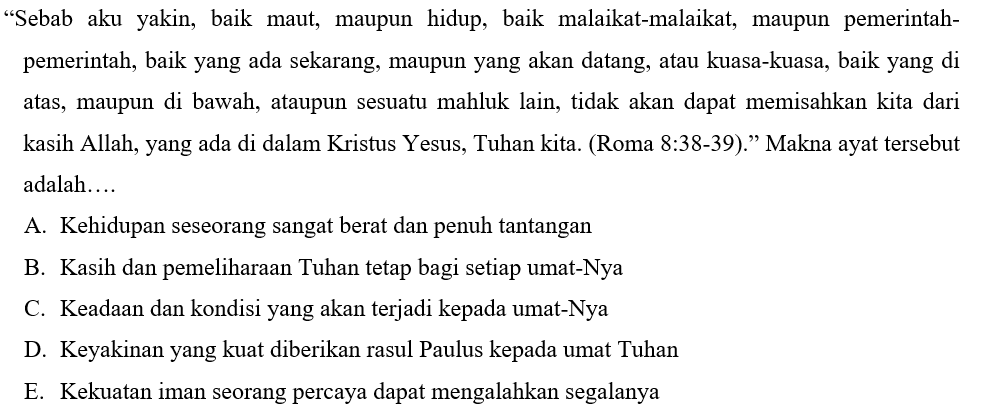 “Sebab aku yakin, baik maut, maupun hidup, baik malaikat-malaikat, maupun pemerintah-
pemerintah, baik yang ada sekarang, maupun yang akan datang, atau kuasa-kuasa, baik yang di
atas, maupun di bawah, ataupun sesuatu mahluk lain, tidak akan dapat memisahkan kita dari
kasih Allah, yang ada di dalam Kristus Yesus, Tuhan kita. (Roma 8:38-39).” Makna ayat tersebut
adalah….
A. Kehidupan seseorang sangat berat dan penuh tantangan
B. Kasih dan pemeliharaan Tuhan tetap bagi setiap umat-Nya
C. Keadaan dan kondisi yang akan terjadi kepada umat-Nya
D. Keyakinan yang kuat diberikan rasul Paulus kepada umat Tuhan
E. Kekuatan iman seorang percaya dapat mengalahkan segalanya